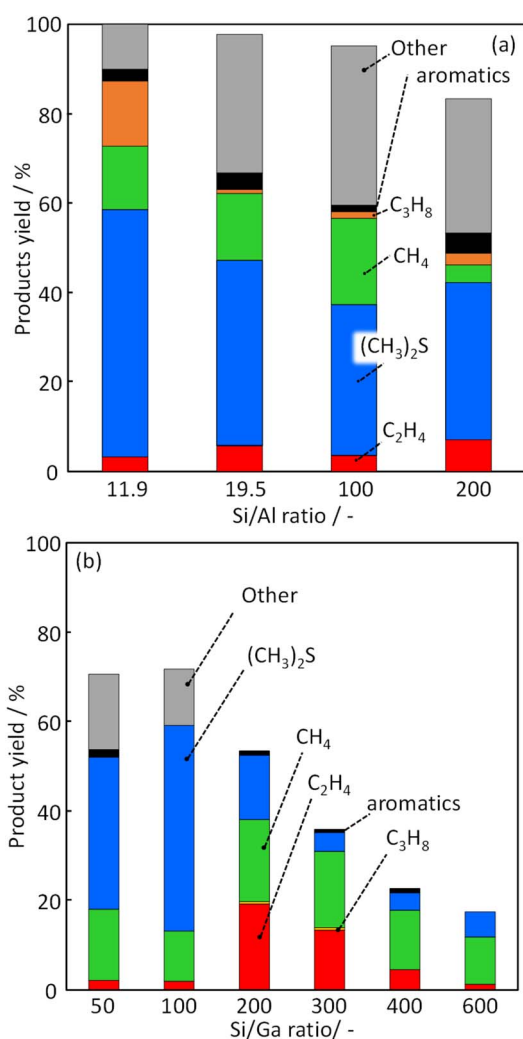 100
Other
(a)
aromatics
80
C₃H₈
60
CH₄
Products yield / %
40
(CH₃)₂S
20
C₂H₄
0
11.9 19.5 100 200
Si/Al ratio / -
100
(b)
Other
80
(CH₃)₂S
60
CH₄
C₂H₄
Product yield / %
40
aromatics
C₃H₈
20
0
50 100 200 300 400 600
Si/Ga ratio/ -